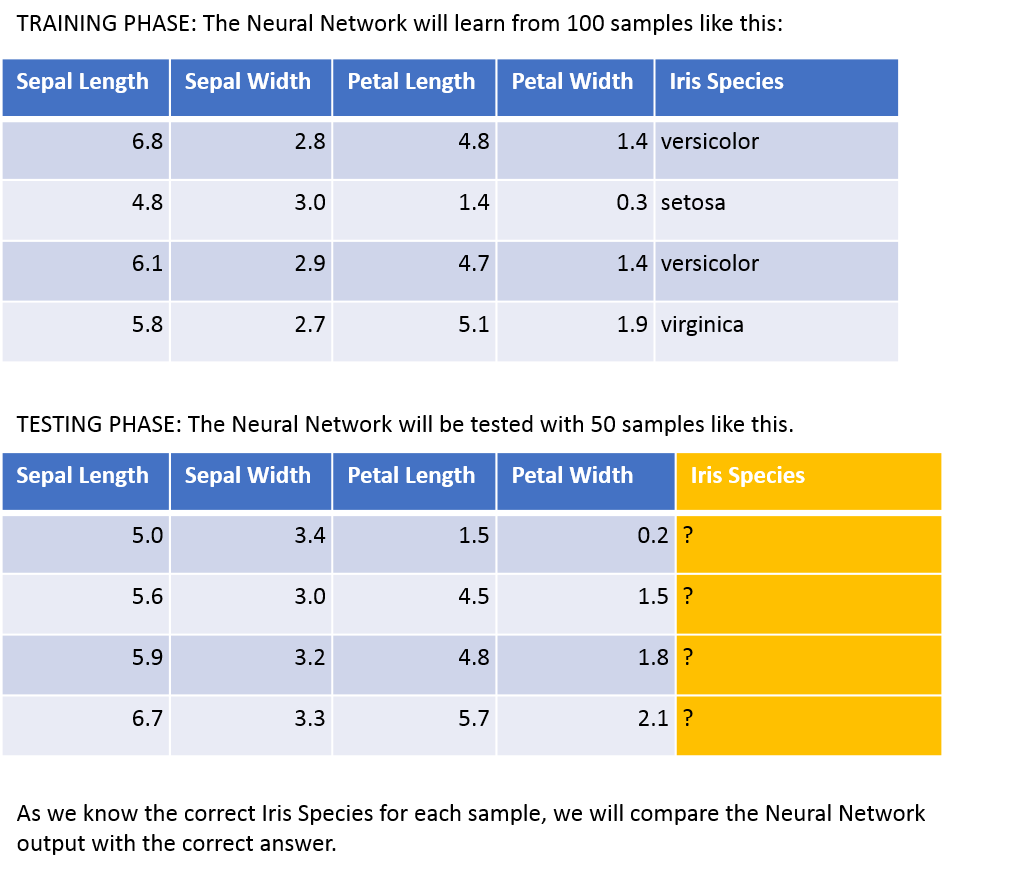 TRAINING PHASE: The Neural Network will learn from 100 samples like this:
Sepal Length Sepal Width Petal Length Petal Width Iris Species
6.8 2.8 4.8 1.4 versicolor
4.8 3.0 1.4 0.3 setosa
6.1 2.9 4.7 1.4 versicolor
5.8 2.7 5.1 1.9 virginica
TESTING PHASE: The Neural Network will be tested with 50 samples like this.
Sepal Length Sepal Width Petal Length Petal Width Iris Species
5.0 3.4 1.5 0.2 ?
5.6 3.0 4.5 1.5 ?
5.9 3.2 4.8 1.8 ?
6.7 3.3 5.7 2.1 ?
As we know the correct Iris Species for each sample, we will compare the Neural Network
output with the correct answer.